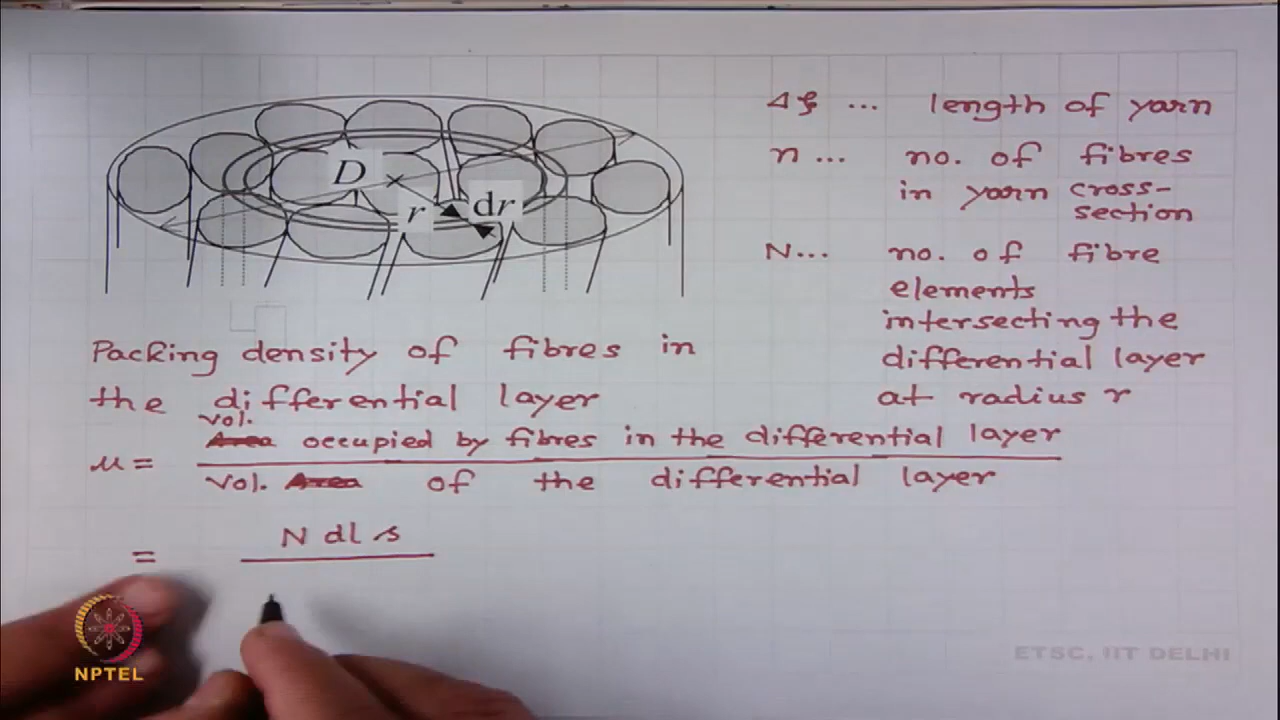 D
r
dr
Δξ ... length of yarn
n ... no. of fibres
in yarn cross-
section
N... no. of fibre
elements
intersecting the
differential layer
at radius r
Packing density of fibres in
the differential layer
vol.
μ = Area occupied by fibres in the differential layer
vol. Area of the differential layer
= N dl s
NPTEL
ETSC, IIT DELHI